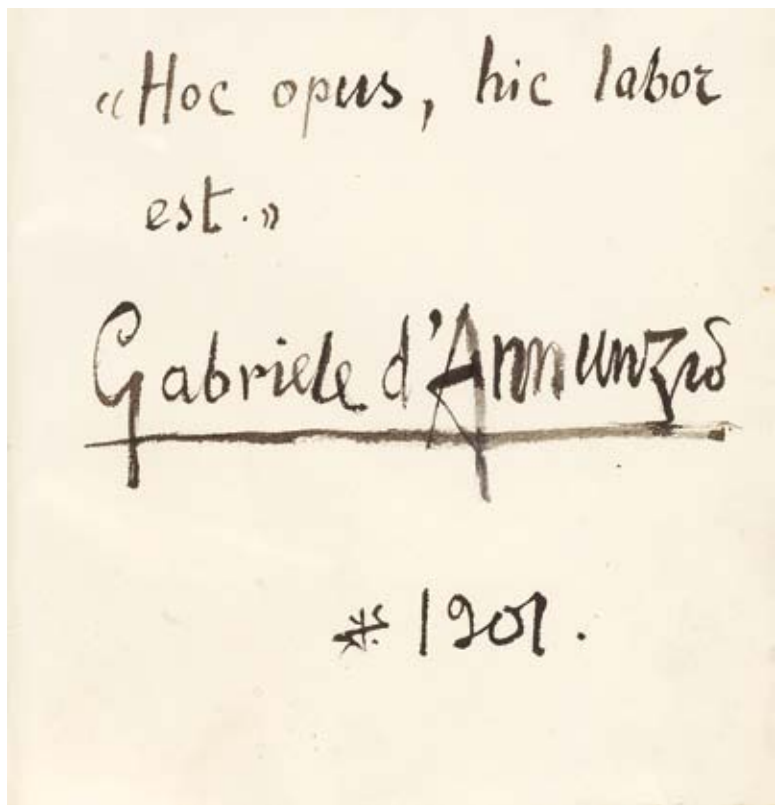 «Hoc opus, hic labor
est.»
Gabriele d'Annunzio
* 1901.